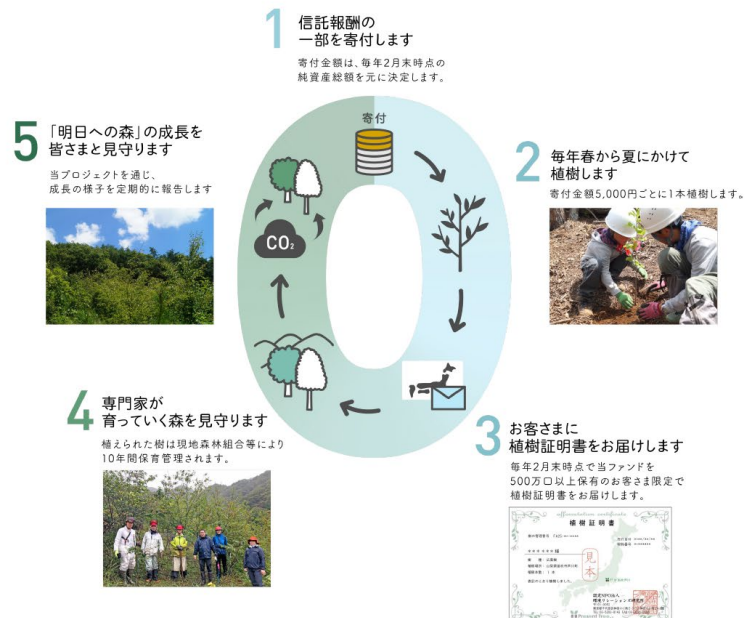 1
信託報酬の
一部を寄付します
寄付金額は、毎年2月末時点の
純資産総額を元に決定します。
寄付
2
毎年春から夏にかけて
植樹します
寄付金額5,000円ごとに1本植樹します。
3
お客さまに
植樹証明書をお届けします
毎年2月末時点で当ファンドを
500万口以上保有のお客さま限定で
植樹証明書をお届けします。
植樹証明書
見本
4
専門家が
育っていく森を見守ります
植えられた樹は現地森林組合等により
10年間保育管理されます。
5
「明日への森」の成長を
皆さまと見守ります
当プロジェクトを通じ、
成長の様子を定期的に報告します
CO₂